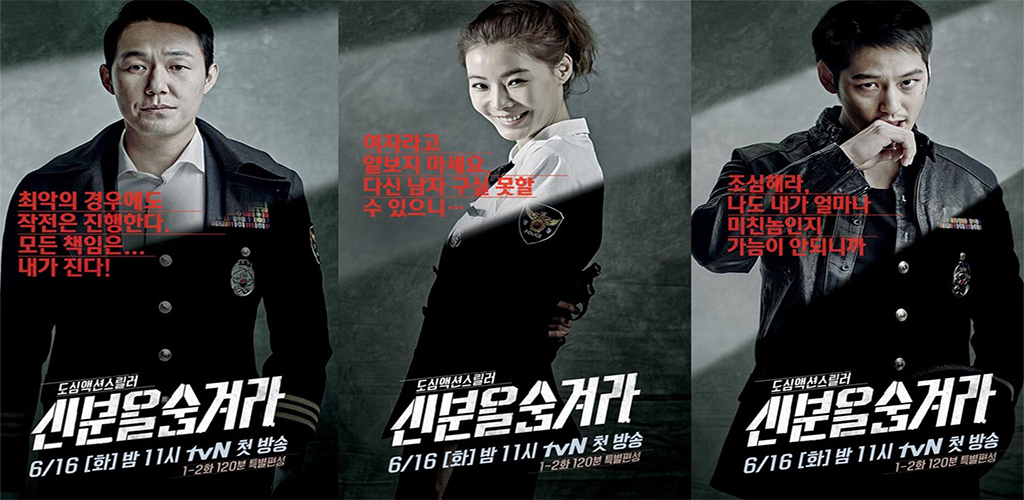 최악의 경우에도
작전은 진행한다.
모든 책임은...
내가 진다!
도심액션스릴러
신분을숨겨라
6/16 [화] 밤 11시 tvN 첫 방송
1-2화 120분 특별편성
여자라고
얕보지 마세요.
다신 남자 구실 못할
수 있으니...
POLICE
도심액션스릴러
신분을숨겨라
6/16 [화] 밤 11시 tvN 첫 방송
1-2화 120분 특별편성
조심해라,
나도 내가 얼마나
미친놈인지
가늠이 안되니까
도심액션스릴러
신분을숨겨라
6/16 [화] 밤 11시 tvN 첫 방송
1-2화 120분 특별편성